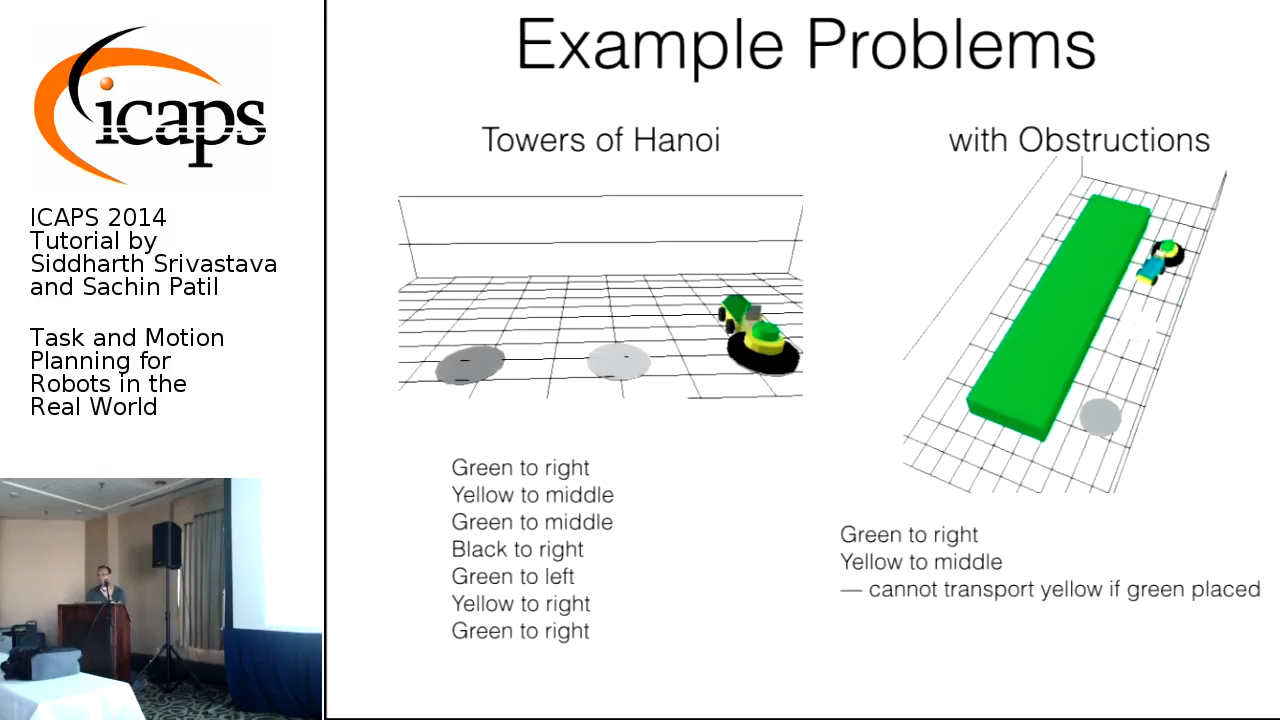 icaps
ICAPS 2014
Tutorial by
Siddharth Srivastava
and Sachin Patil
Task and Motion
Planning for
Robots in the
Real World
Example Problems
Towers of Hanoi
Green to right
Yellow to middle
Green to middle
Black to right
Green to left
Yellow to right
Green to right
with Obstructions
Green to right
Yellow to middle
— cannot transport yellow if green placed